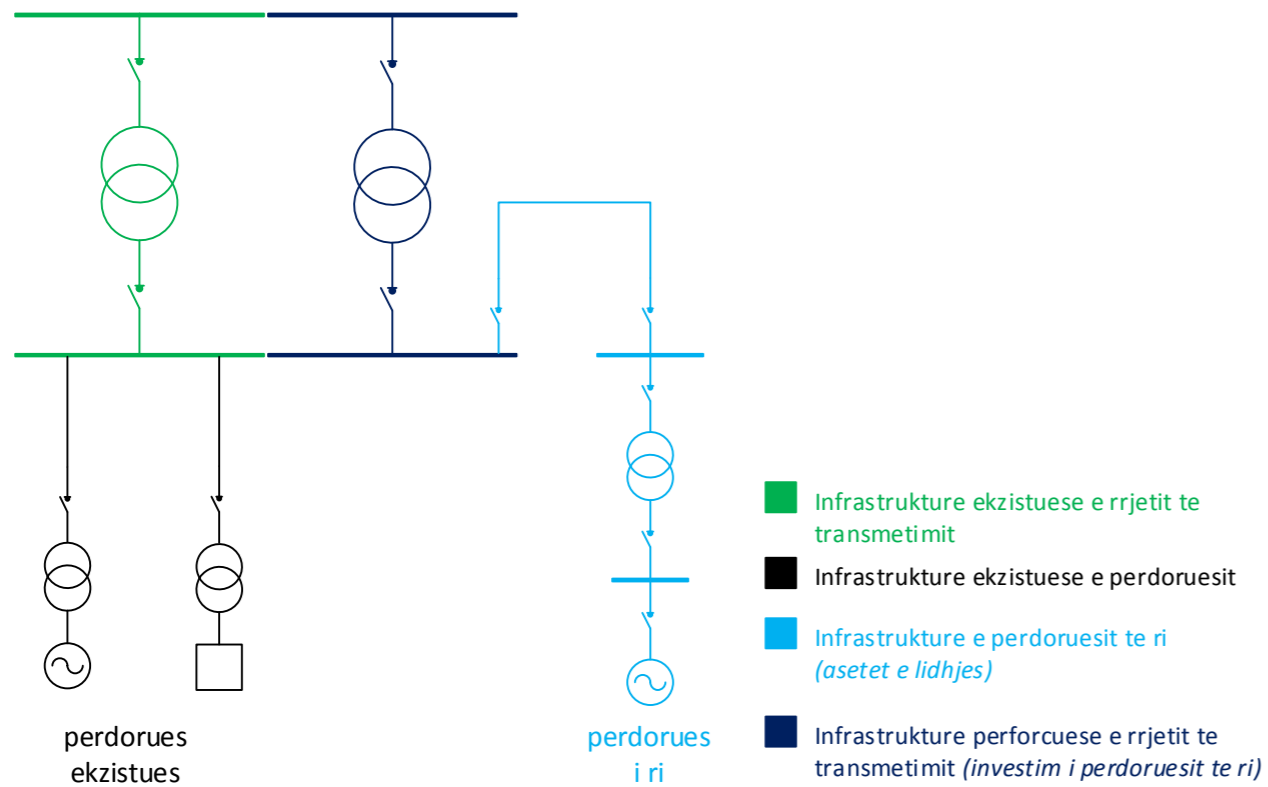 Infrastrukture ekzistuese e rrjetit te
transmetimit
Infrastrukture ekzistuese e perdoruesit
Infrastrukture e perdoruesit te ri
(asetet e lidhjes)
Infrastrukture perforcuese e rrjetit te
transmetimit (investim i perdoruesit te ri)
perdorues
ekzistues
perdorues
i ri